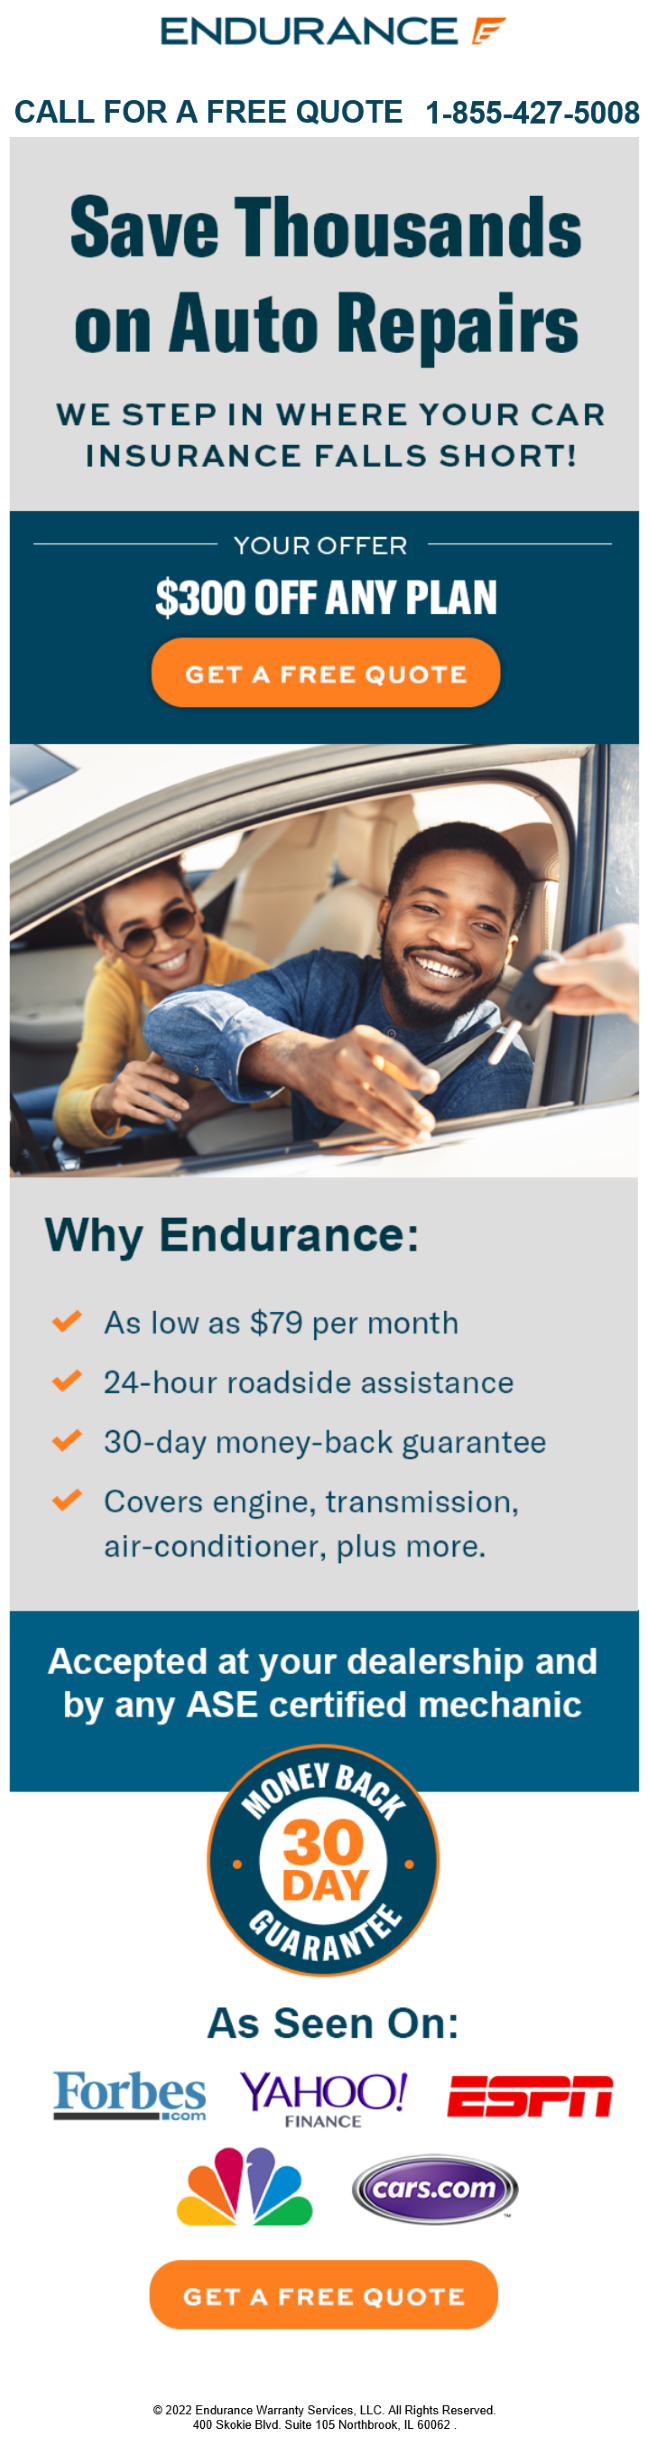 ENDURANCE
CALL FOR A FREE QUOTE 1-855-427-5008
Save Thousands
on Auto Repairs
WE STEP IN WHERE YOUR CAR
INSURANCE FALLS SHORT!
YOUR OFFER
$300 OFF ANY PLAN
GET A FREE QUOTE
Why Endurance:
As low as $79 per month
24-hour roadside assistance
30-day money-back guarantee
Covers engine, transmission,
air-conditioner, plus more.
Accepted at your dealership and
by any ASE certified mechanic
MONEY BACK
30
DAY
GUARANTEE
As Seen On:
Forbes
.com
YAHOO!
FINANCE
ESPN
cars.com
TM
GET A FREE QUOTE
© 2022 Endurance Warranty Services, LLC. All Rights Reserved.
400 Skokie Blvd. Suite 105 Northbrook, IL 60062 .